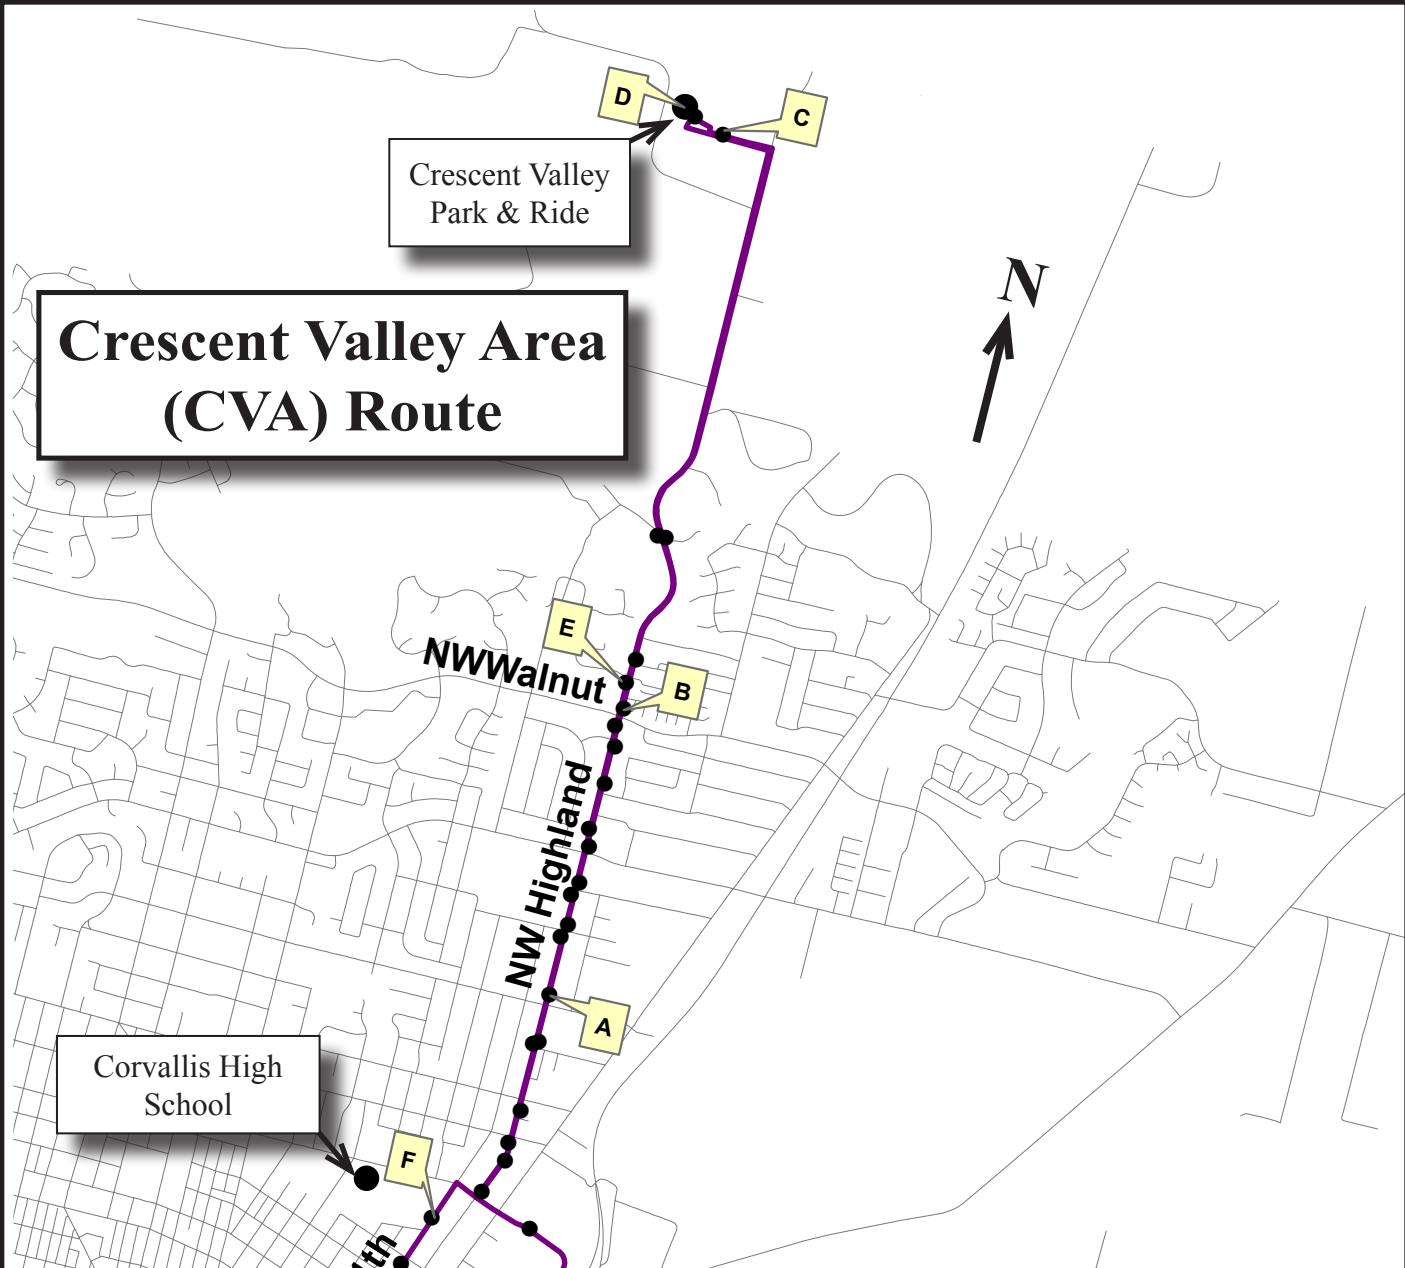 D
C
Crescent Valley
Park & Ride
N
Crescent Valley Area
(CVA) Route
E
NWWalnut
B
NW Highland
A
Corvallis High
School
F